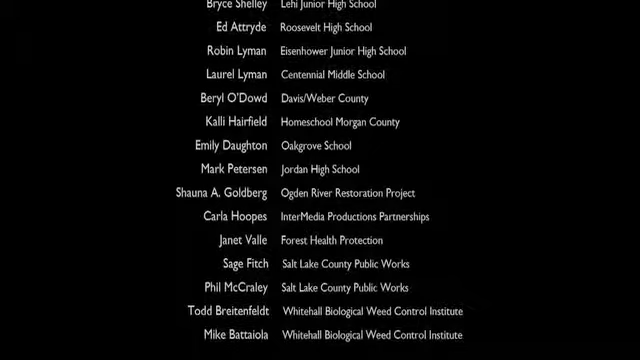 Bryce Shelley Lehi Junior High School
Ed Attryde Roosevelt High School
Robin Lyman Eisenhower Junior High School
Laurel Lyman Centennial Middle School
Beryl O'Dowd Davis/Weber County
Kalli Hairfield Homeschool Morgan County
Emily Daughton Oakgrove School
Mark Petersen Jordan High School
Shauna A. Goldberg Ogden River Restoration Project
Carla Hoopes InterMedia Productions Partnerships
Janet Valle Forest Health Protection
Sage Fitch Salt Lake County Public Works
Phil McCraley Salt Lake County Public Works
Todd Breitenfeldt Whitehall Biological Weed Control Institute
Mike Battaiola Whitehall Biological Weed Control Institute